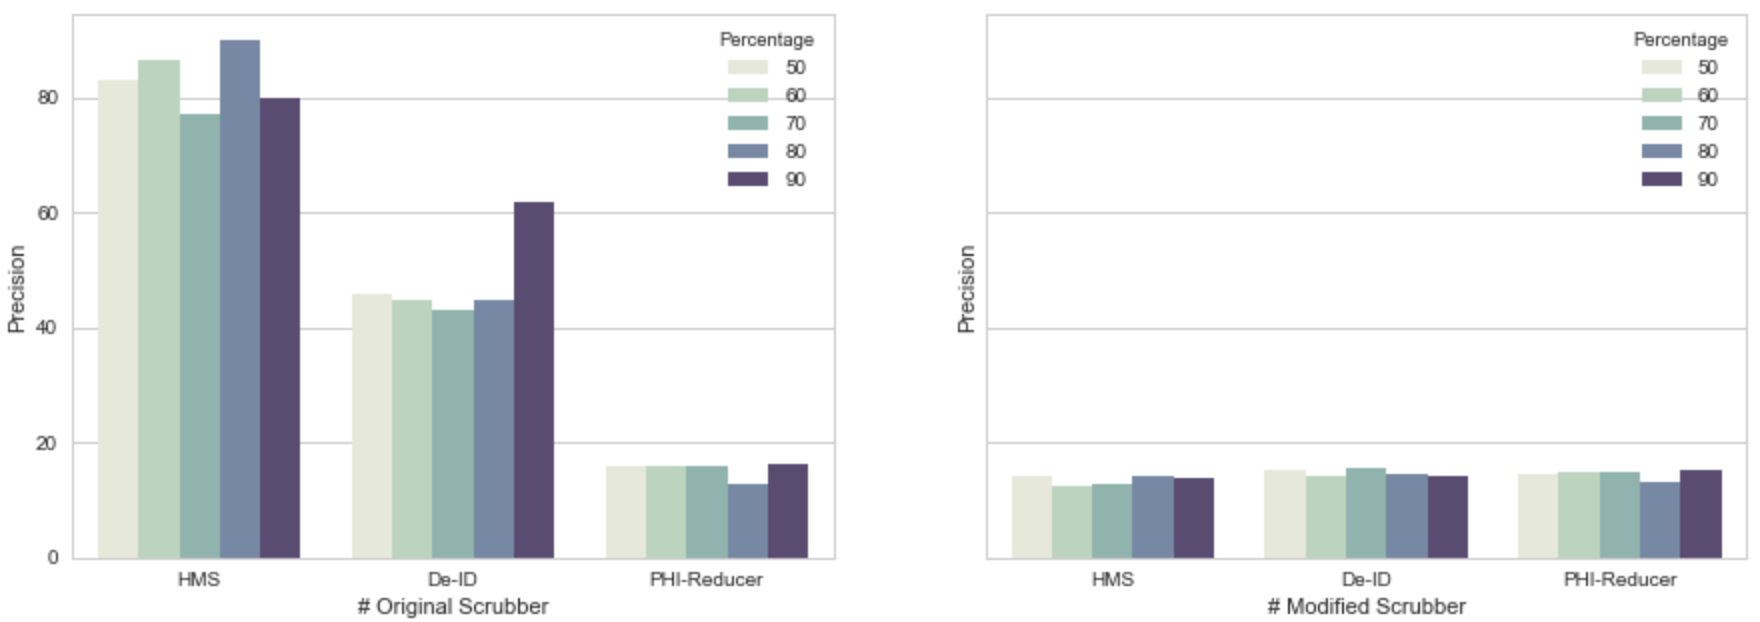 Percentage
50
60
70
80
90
80
60
40
20
0
Precision
HMS De-ID PHI-Reducer
# Original Scrubber
Percentage
50
60
70
80
90
Precision
HMS De-ID PHI-Reducer
# Modified Scrubber